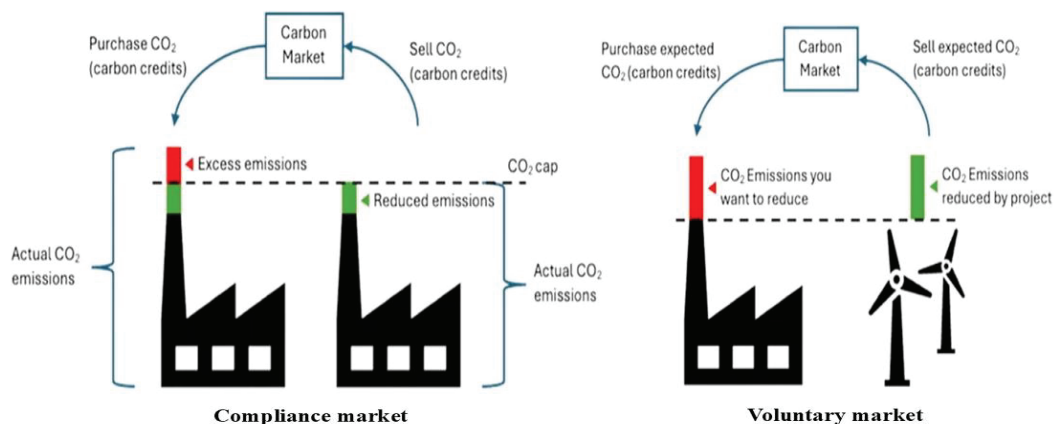 Purchase CO₂
(carbon credits)
Carbon
Market
Sell CO₂
(carbon credits)
Excess emissions
CO₂ cap
Reduced emissions
Actual CO₂
emissions
Actual CO₂
emissions
Compliance market
Purchase expected
CO₂ (carbon credits)
Carbon
Market
Sell expected CO₂
(carbon credits)
CO₂ Emissions you
want to reduce
CO₂ Emissions
reduced by project
Voluntary market